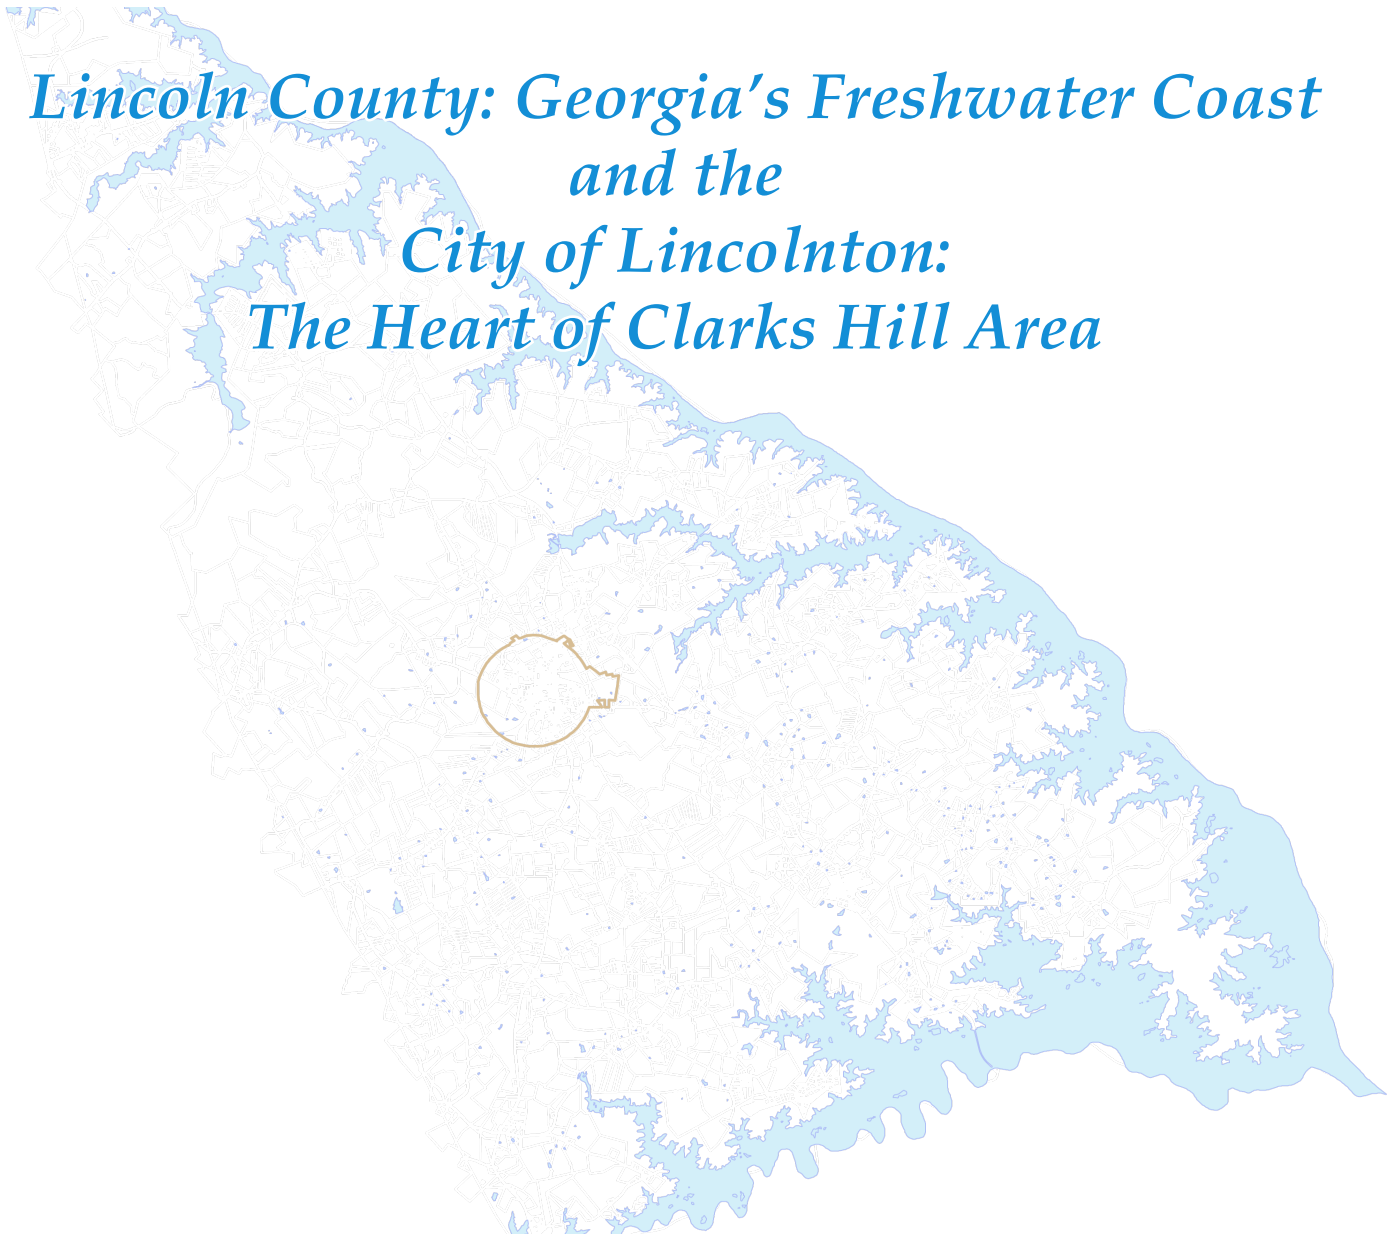 Lincoln County: Georgia’s Freshwater Coast
and the
City of Lincolnton:
The Heart of Clarks Hill Area